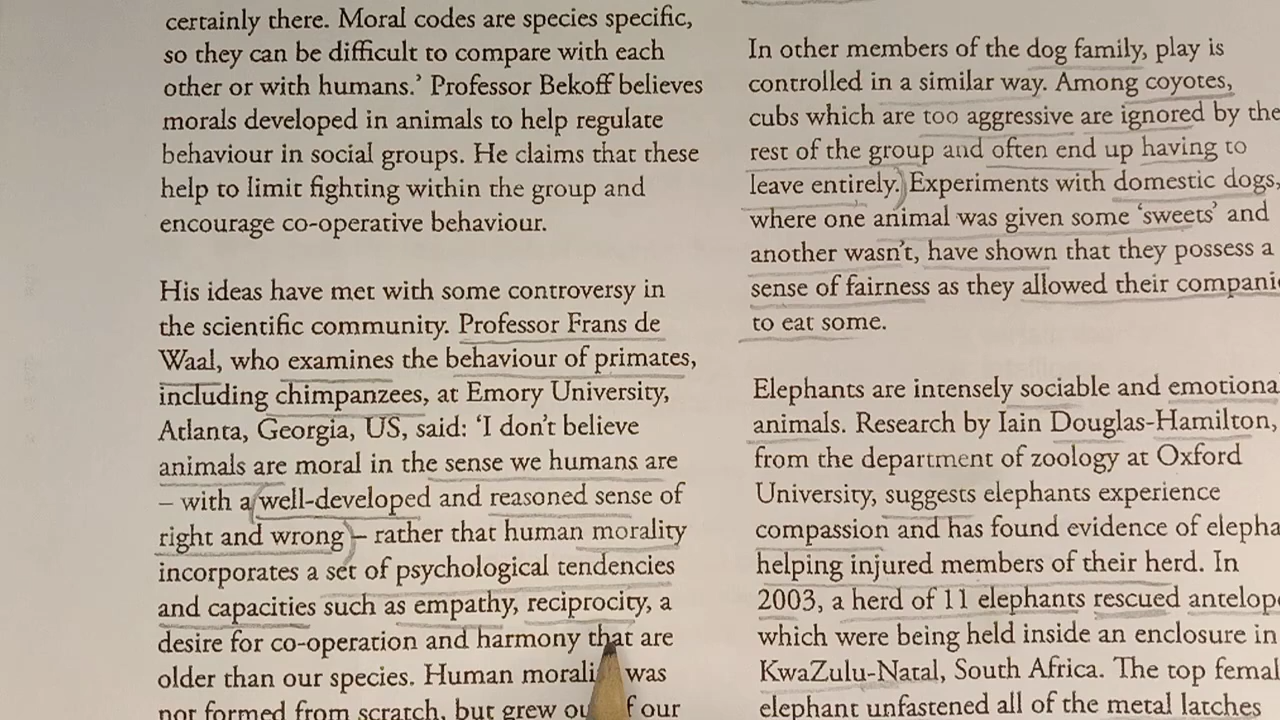 certainly there. Moral codes are species specific,
so they can be difficult to compare with each
other or with humans.' Professor Bekoff believes
morals developed in animals to help regulate
behaviour in social groups. He claims that these
help to limit fighting within the group and
encourage co-operative behaviour.
His ideas have met with some controversy in
the scientific community. Professor Frans de
Waal, who examines the behaviour of primates,
including chimpanzees, at Emory University,
Atlanta, Georgia, US, said: 'I don't believe
animals are moral in the sense we humans are
– with a well-developed and reasoned sense of
right and wrong – rather that human morality
incorporates a set of psychological tendencies
and capacities such as empathy, reciprocity, a
desire for co-operation and harmony that are
older than our species. Human morali was
not formed from scratch, but grew ou f our
In other members of the dog family, play is
controlled in a similar way. Among coyotes,
cubs which are too aggressive are ignored by the
rest of the group and often end up having to
leave entirely. Experiments with domestic dogs,
where one animal was given some 'sweets' and
another wasn't, have shown that they possess a
sense of fairness as they allowed their compani
to eat some.
Elephants are intensely sociable and emotiona
animals. Research by Iain Douglas-Hamilton,
from the department of zoology at Oxford
University, suggests elephants experience
compassion and has found evidence of elepha
helping injured members of their herd. In
2003, a herd of 11 elephants rescued antelop
which were being held inside an enclosure in
KwaZulu-Natal, South Africa. The top femal
elephant unfastened all of the metal latches